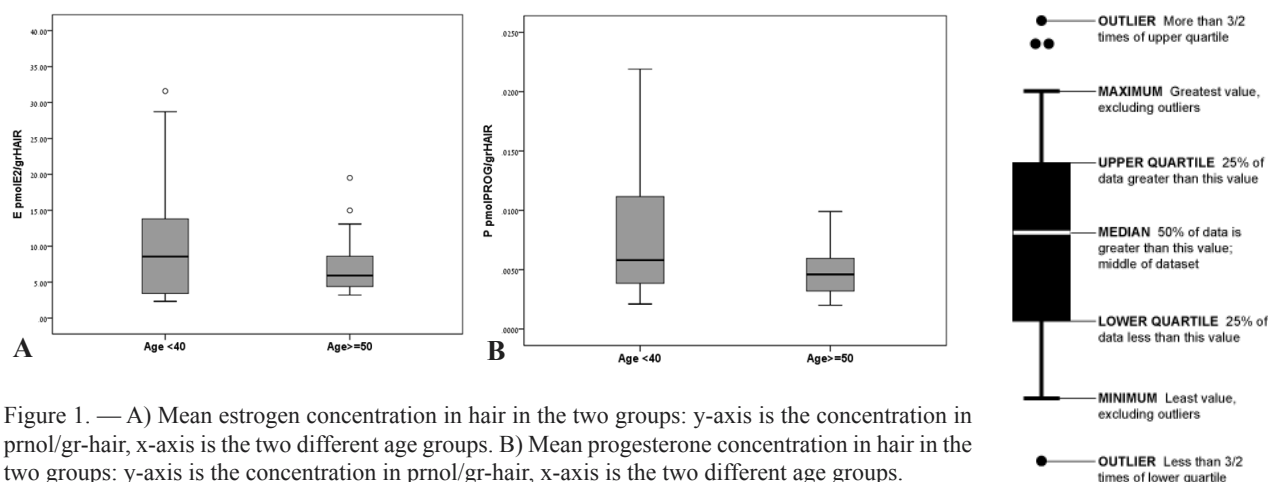 E pmolE2/grHAIR
40.00
35.00
30.00
25.00
20.00
15.00
10.00
5.00
.00
Age <40
Age>=50
A
P pmolPROG/grHAIR
.0250
.0200
.0150
.0100
.0050
.0000
Age <40
Age>=50
B
OUTLIER More than 3/2
times of upper quartile
MAXIMUM Greatest value,
excluding outliers
UPPER QUARTILE 25% of
data greater than this value
MEDIAN 50% of data is
greater than this value;
middle of dataset
LOWER QUARTILE 25% of
data less than this value
MINIMUM Least value,
excluding outliers
OUTLIER Less than 3/2
times of lower quartile
Figure 1. — A) Mean estrogen concentration in hair in the two groups: y-axis is the concentration in
prnol/gr-hair, x-axis is the two different age groups. B) Mean progesterone concentration in hair in the
two groups: y-axis is the concentration in prnol/gr-hair, x-axis is the two different age groups.